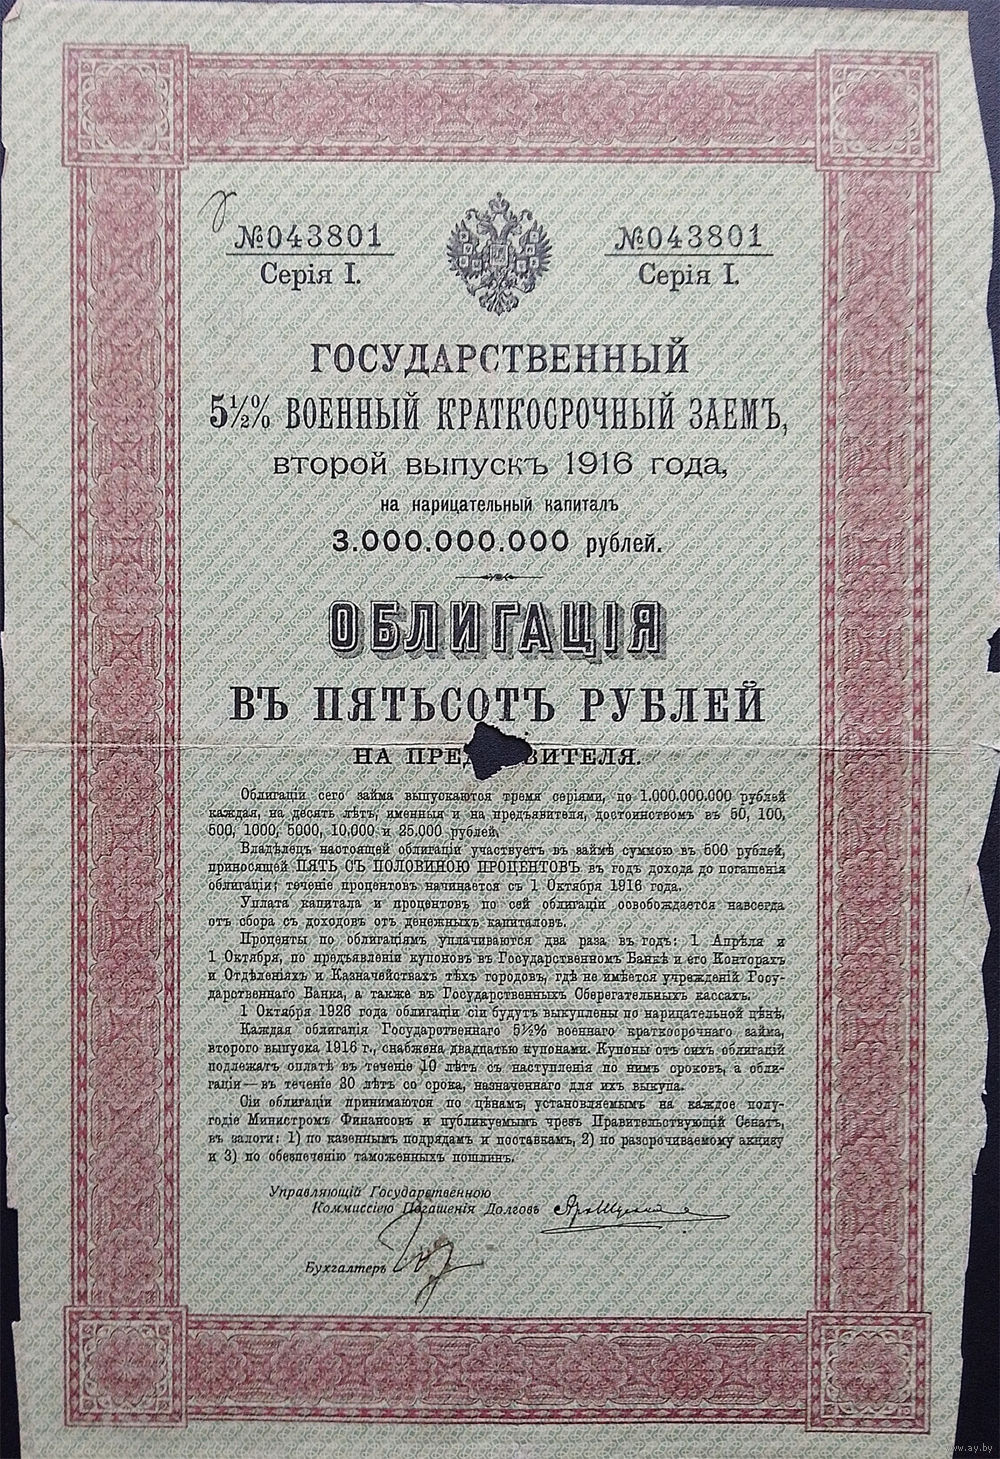 №043801 №043801
Серія I. Серія I.
ГОСУДАРСТВЕННЫЙ
5½% ВОЕННЫЙ КРАТКОСРОЧНЫЙ ЗАЕМЪ,
второй выпускъ 1916 года,
на нарицательный капиталъ
3.000.000.000 рублей.
ОБЛИГАЦІЯ
ВЪ ПЯТЬСОТЪ РУБЛЕЙ
НА ПРЕД ВИТЕЛЯ.
Облигаціи сего займа выпускаются тремя серіями, по 1.000.000.000 рублей
каждая, на десять лѣтъ, именныя и на предъявителя, достоинствомъ въ 50, 100,
500, 1000, 5000, 10,000 и 25.000 рублей.
Владѣлецъ настоящей облигаціи участвуетъ въ займѣ суммою въ 500 рублей,
приносящей ПЯТЬ СЪ ПОЛОВИНОЮ ПРОЦЕНТОВЪ въ годъ дохода до погашенія
облигаціи; теченіе процентовъ начинается съ 1 Октября 1916 года.
Уплата капитала и процентовъ по сей облигаціи освобождается навсегда
отъ сбора съ доходовъ отъ денежныхъ капиталовъ.
Проценты по облигаціямъ уплачиваются два раза въ годъ: 1 Апрѣля и
1 Октября, по предъявленіи купоновъ въ Государственномъ Банкѣ и его Конторахъ
и Отдѣленіяхъ и Казначействахъ тѣхъ городовъ, гдѣ не имѣется учрежденій Госу-
дарственнаго Банка, а также въ Государственныхъ Сберегательныхъ кассахъ.
1 Октября 1926 года облигаціи сіи будутъ выкуплены по нарицательной цѣнѣ.
Каждая облигація Государственнаго 5½% военнаго краткосрочнаго займа,
второго выпуска 1916 г., снабжена двадцатью купонами. Купоны отъ сихъ облигацій
подлежатъ оплатѣ въ теченіе 10 лѣтъ съ наступленія по нимъ сроковъ, а обли-
гаціи — въ теченіе 30 лѣтъ со срока, назначеннаго для ихъ выкупа.
Сіи облигаціи принимаются по цѣнамъ, установляемымъ на каждое полу-
годіе Министромъ Финансовъ и публикуемымъ чрезъ Правительствующій Сенатъ,
въ залоги: 1) по казеннымъ подрядамъ и поставкамъ, 2) по разсрочиваемому акцизу
и 3) по обезпеченію таможенныхъ пошлинъ.
Управляющій Государственною
Коммиссіею Погашенія Долговъ
Бухгалтеръ
www.ay.by